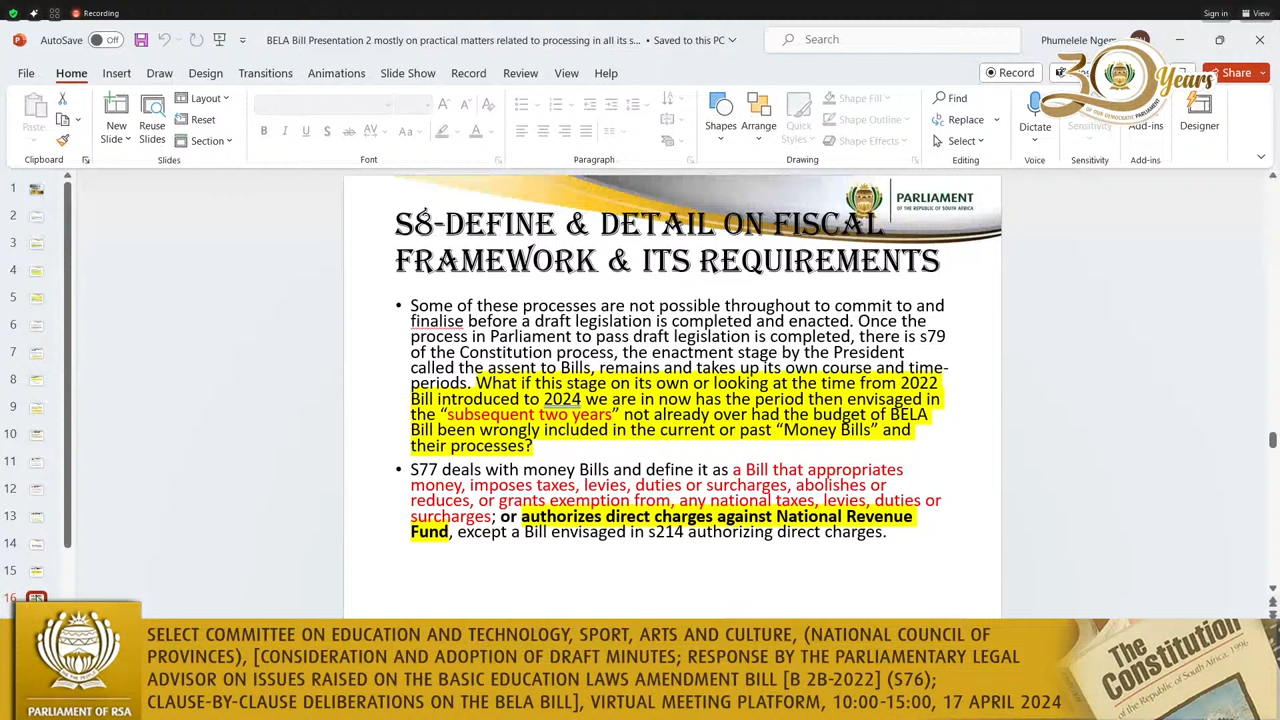 Recording
Sign in
View
AutoSave
Off
BELA Bill Presentation 2 mostly on practical matters related to processing in all its s... • Saved to this PC
Search
Phumelele Ngem
File
Home
Insert
Draw
Design
Transitions
Animations
Slide Show
Record
Review
View
Help
Record
Share
30 Years
OF OUR DEMOCRATIC PARLIAMENT
Paste
New Slide
Reuse Slides
Layout
Reset
Section
Shapes
Arrange
Quick Styles
Shape Fill
Shape Outline
Shape Effects
Find
Replace
Select
Dictate
Sensitivity
Add-ins
Designer
Clipboard
Slides
Font
Paragraph
Drawing
Editing
Voice
Sensitivity
Add-ins
1
2
3
4
5
6
7
8
9
10
11
12
13
14
15
16
PARLIAMENT
OF THE REPUBLIC OF SOUTH AFRICA
S8-DEFINE & DETAIL ON FISCAL
FRAMEWORK & ITS REQUIREMENTS
• Some of these processes are not possible throughout to commit to and
finalise before a draft legislation is completed and enacted. Once the
process in Parliament to pass draft legislation is completed, there is s79
of the Constitution process, the enactment stage by the President
called the assent to Bills, remains and takes up its own course and time-
periods. What if this stage on its own or looking at the time from 2022
Bill introduced to 2024 we are in now has the period then envisaged in
the “subsequent two years” not already over had the budget of BELA
Bill been wrongly included in the current or past “Money Bills” and
their processes?
• S77 deals with money Bills and define it as a Bill that appropriates
money, imposes taxes, levies, duties or surcharges, abolishes or
reduces, or grants exemption from, any national taxes, levies, duties or
surcharges; or authorizes direct charges against National Revenue
Fund, except a Bill envisaged in s214 authorizing direct charges.
PARLIAMENT OF RSA
SELECT COMMITTEE ON EDUCATION AND TECHNOLOGY, SPORT, ARTS AND CULTURE, (NATIONAL COUNCIL OF
PROVINCES), [CONSIDERATION AND ADOPTION OF DRAFT MINUTES; RESPONSE BY THE PARLIAMENTARY LEGAL
ADVISOR ON ISSUES RAISED ON THE BASIC EDUCATION LAWS AMENDMENT BILL [B 2B-2022] (S76);
CLAUSE-BY-CLAUSE DELIBERATIONS ON THE BELA BILL], VIRTUAL MEETING PLATFORM, 10:00-15:00, 17 APRIL 2024
The
Constitution
of the Republic of South Africa, 1996